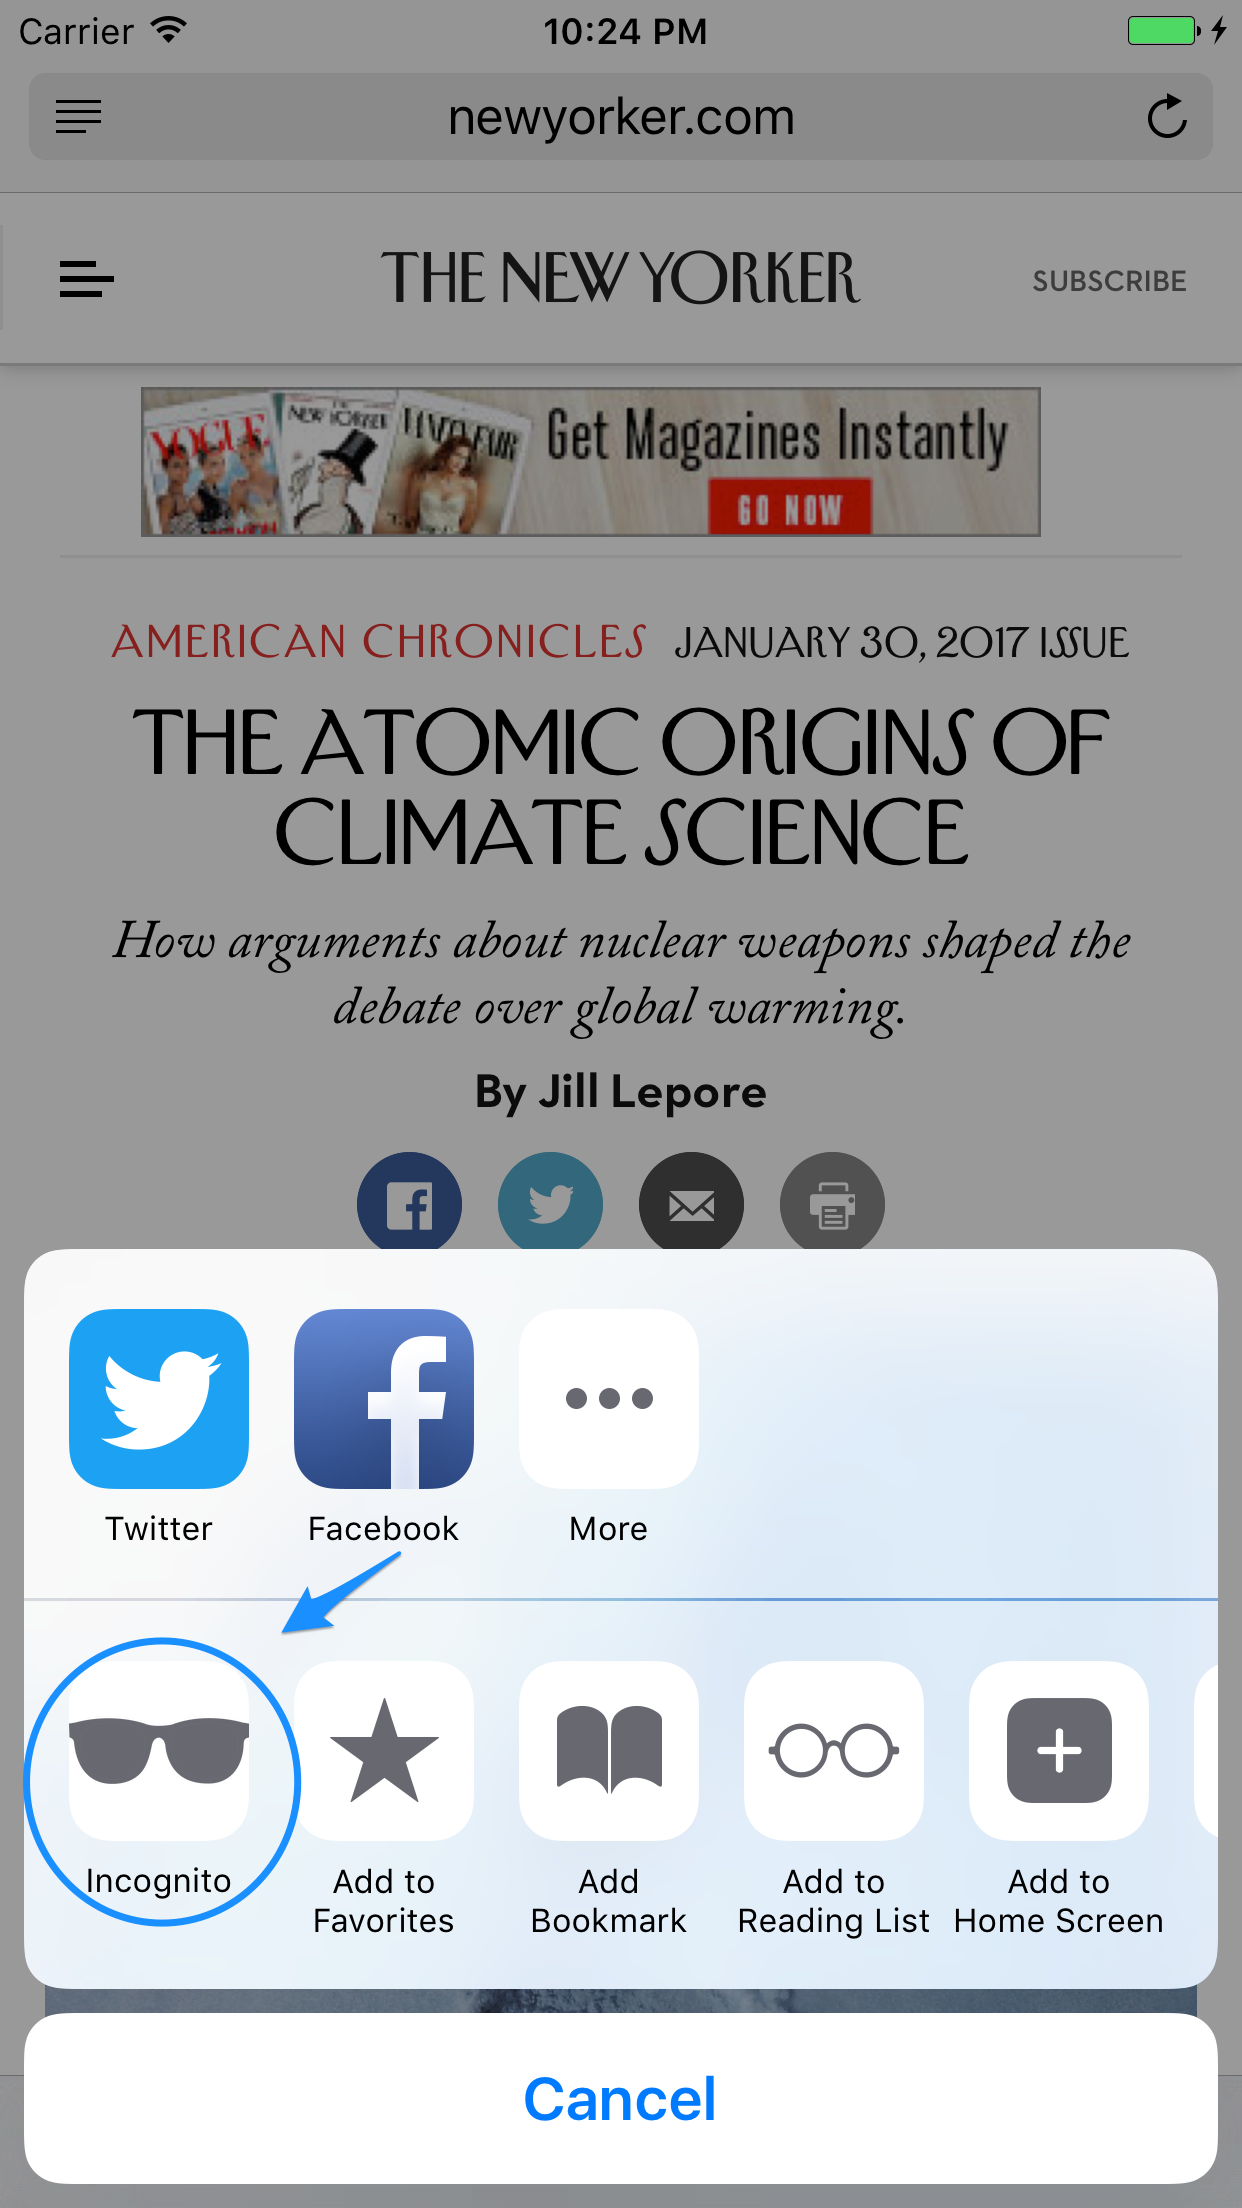 Carrier 10:24 PM
newyorker.com
THE NEW YORKER SUBSCRIBE
VOGUE NEW YORKER Get Magazines Instantly
GO NOW
AMERICAN CHRONICLES JANUARY 30, 2017 ISSUE
THE ATOMIC ORIGINS OF
CLIMATE SCIENCE
How arguments about nuclear weapons shaped the
debate over global warming.
By Jill Lepore
Twitter Facebook More
Incognito Add to Favorites Add Bookmark Add to Reading List Add to Home Screen
Cancel